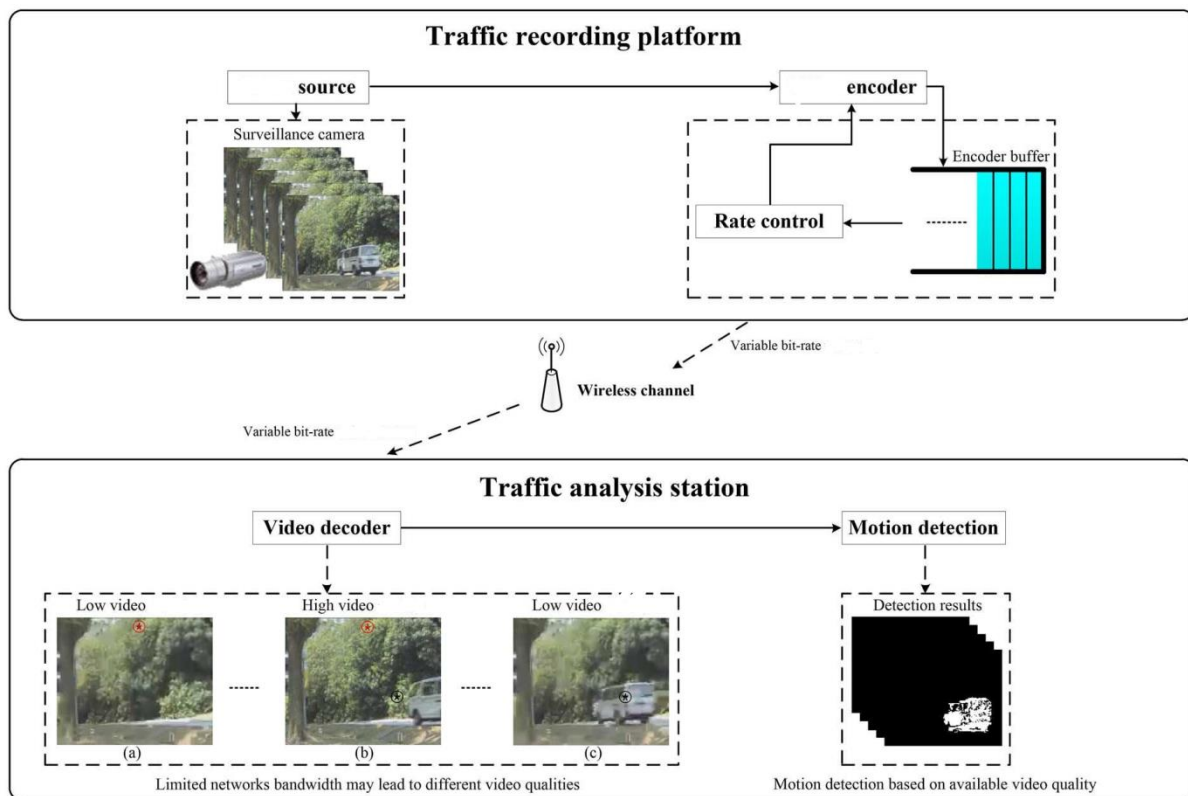 Traffic recording platform
source
encoder
Surveillance camera
Encoder buffer
Rate control
Variable bit-rate
Wireless channel
Variable bit-rate
Traffic analysis station
Video decoder
Motion detection
Low video
High video
Low video
Detection results
(a)
(b)
(c)
Limited networks bandwidth may lead to different video qualities
Motion detection based on available video quality